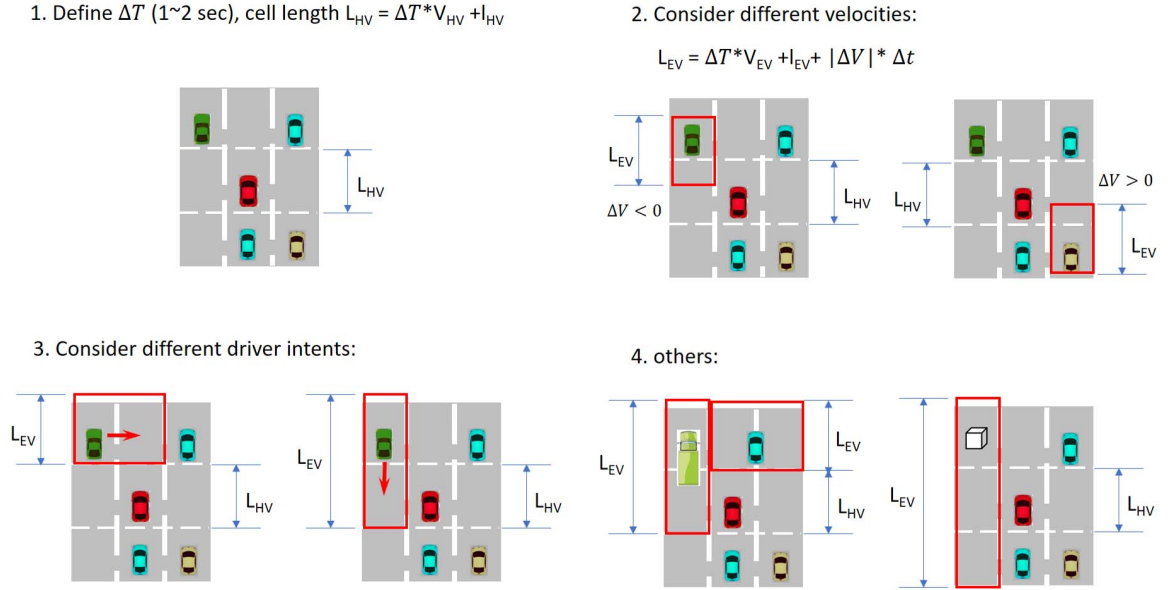 1. Define ΔT (1~2 sec), cell length L_HV = ΔT*V_HV +l_HV
L_HV
2. Consider different velocities:
L_EV = ΔT*V_EV +l_EV+ |ΔV|* Δt
L_EV
ΔV < 0
L_HV
L_HV
ΔV > 0
L_EV
3. Consider different driver intents:
L_EV
L_HV
L_EV
L_HV
4. others:
L_EV
L_EV
L_HV
L_EV
L_HV